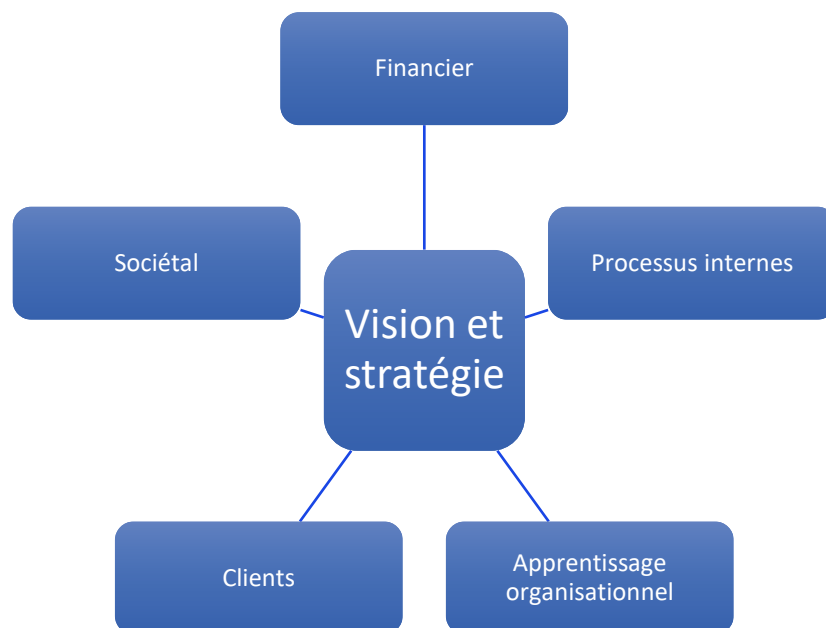 Financier
Sociétal
Processus internes
Vision et
stratégie
Clients
Apprentissage
organisationnel